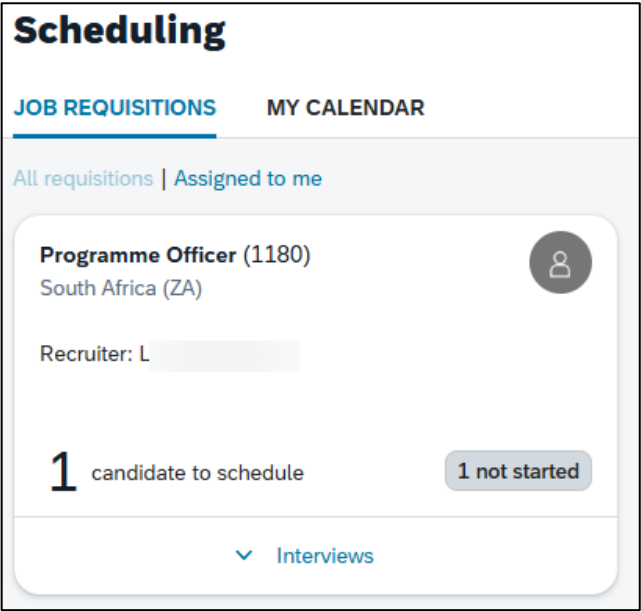 Scheduling
JOB REQUISITIONS MY CALENDAR
All requisitions | Assigned to me
Programme Officer (1180)
South Africa (ZA)
Recruiter: L
1 candidate to schedule 1 not started
Interviews